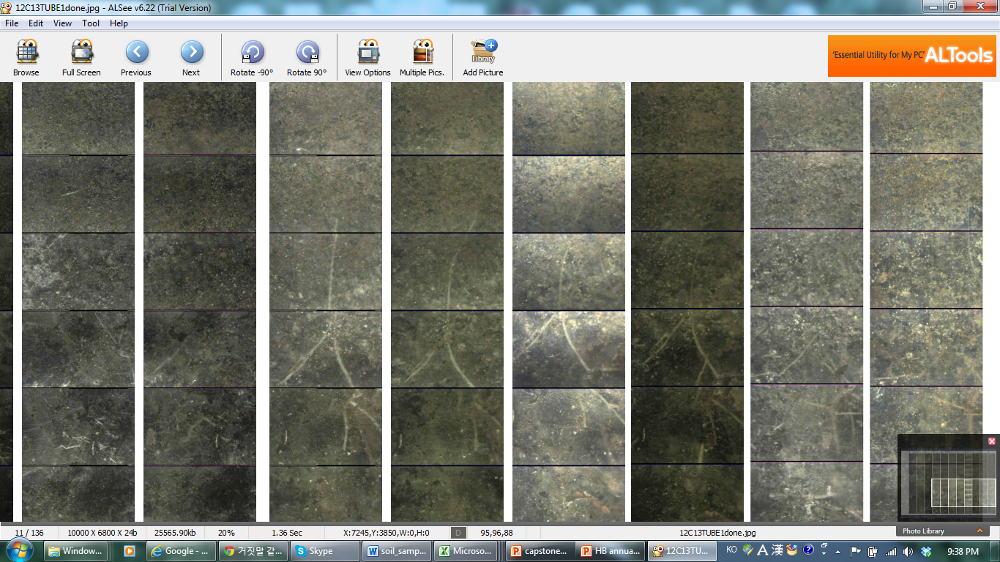 12C13TUBE1done.jpg - ALSee v6.22 (Trial Version)
File Edit View Tool Help
Browse Full Screen Previous Next Rotate -90° Rotate 90° View Options Multiple Pics. Library Add Picture
'Essential Utility for My PC' ALTools
11 / 136 10000 X 6800 X 24b 25565.90kb 20% 1.36 Sec X:7245,Y:3850,W:0,H:0 D 95,96,88 12C13TUBE1done.jpg Photo Library
Window... Google - ... 거짓말 같... Skype soil_samp... Microso... capstone... HB annua... 12C13TU... KO A 漢 9:38 PM